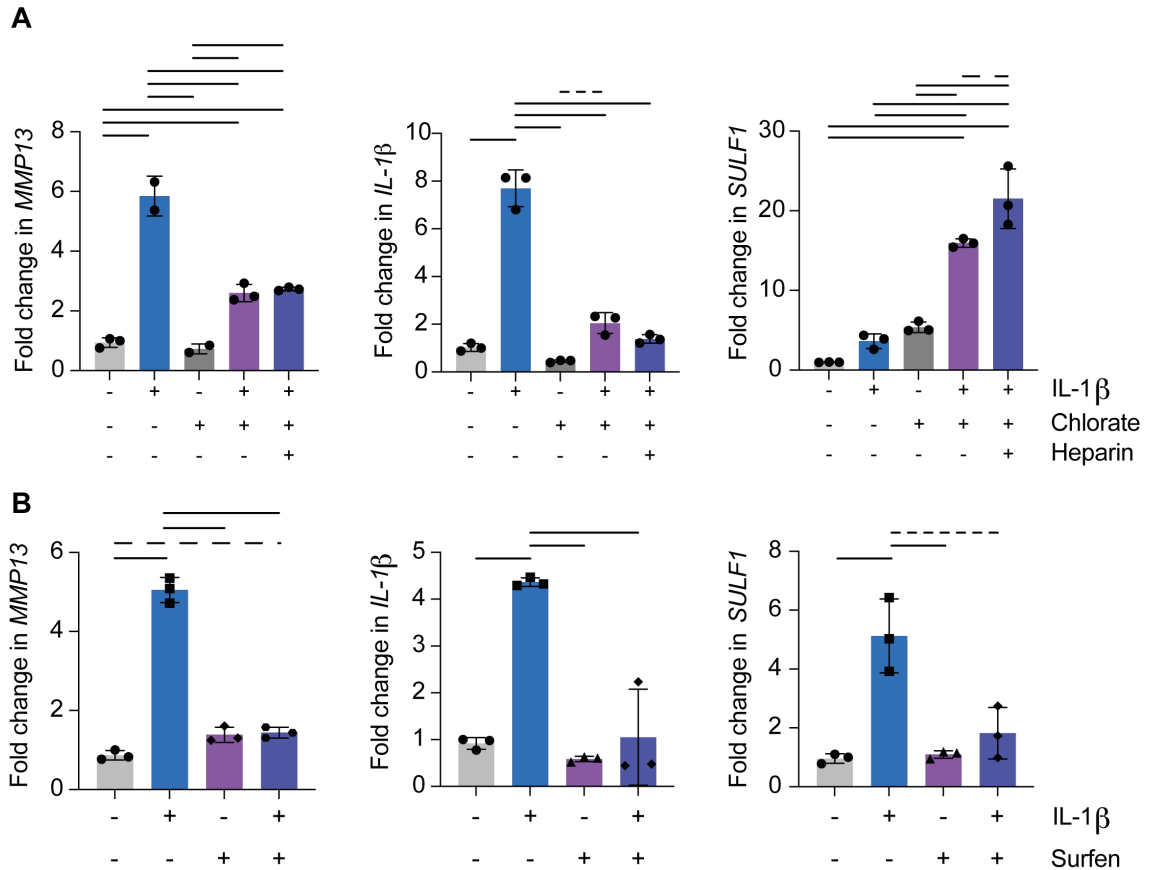 A
Fold change in MMP13
8
6
4
2
0
Fold change in IL-1β
10
8
6
4
2
0
Fold change in SULF1
30
20
10
0
- + - + + - + - + + - + - + + IL-1β
- - + + + - - + + + - - + + + Chlorate
- - - - + - - - - + - - - - + Heparin
B
Fold change in MMP13
6
4
2
0
Fold change in IL-1β
5
4
3
2
1
0
Fold change in SULF1
8
6
4
2
0
- + - + - + - + - + - + IL-1β
- - + + - - + + - - + + Surfen